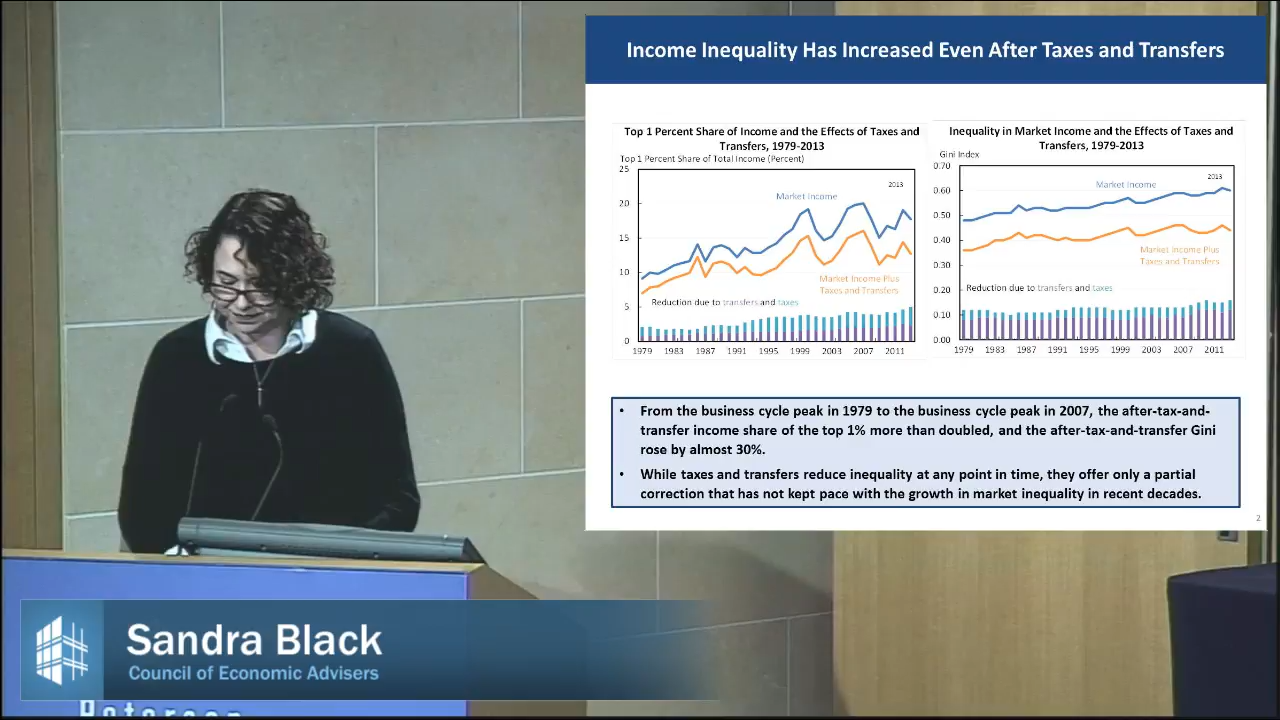 Income Inequality Has Increased Even After Taxes and Transfers
Top 1 Percent Share of Income and the Effects of Taxes and
Transfers, 1979-2013
Top 1 Percent Share of Total Income (Percent)
25
20
15
10
5
0
2013
Market Income
Market Income Plus
Taxes and Transfers
Reduction due to transfers and taxes
1979 1983 1987 1991 1995 1999 2003 2007 2011
Inequality in Market Income and the Effects of Taxes and
Transfers, 1979-2013
Gini Index
0.70
0.60
0.50
0.40
0.30
0.20
0.10
0.00
2013
Market Income
Market Income Plus
Taxes and Transfers
Reduction due to transfers and taxes
1979 1983 1987 1991 1995 1999 2003 2007 2011
• From the business cycle peak in 1979 to the business cycle peak in 2007, the after-tax-and-
transfer income share of the top 1% more than doubled, and the after-tax-and-transfer Gini
rose by almost 30%.
• While taxes and transfers reduce inequality at any point in time, they offer only a partial
correction that has not kept pace with the growth in market inequality in recent decades.
2
Sandra Black
Council of Economic Advisers
Peterson